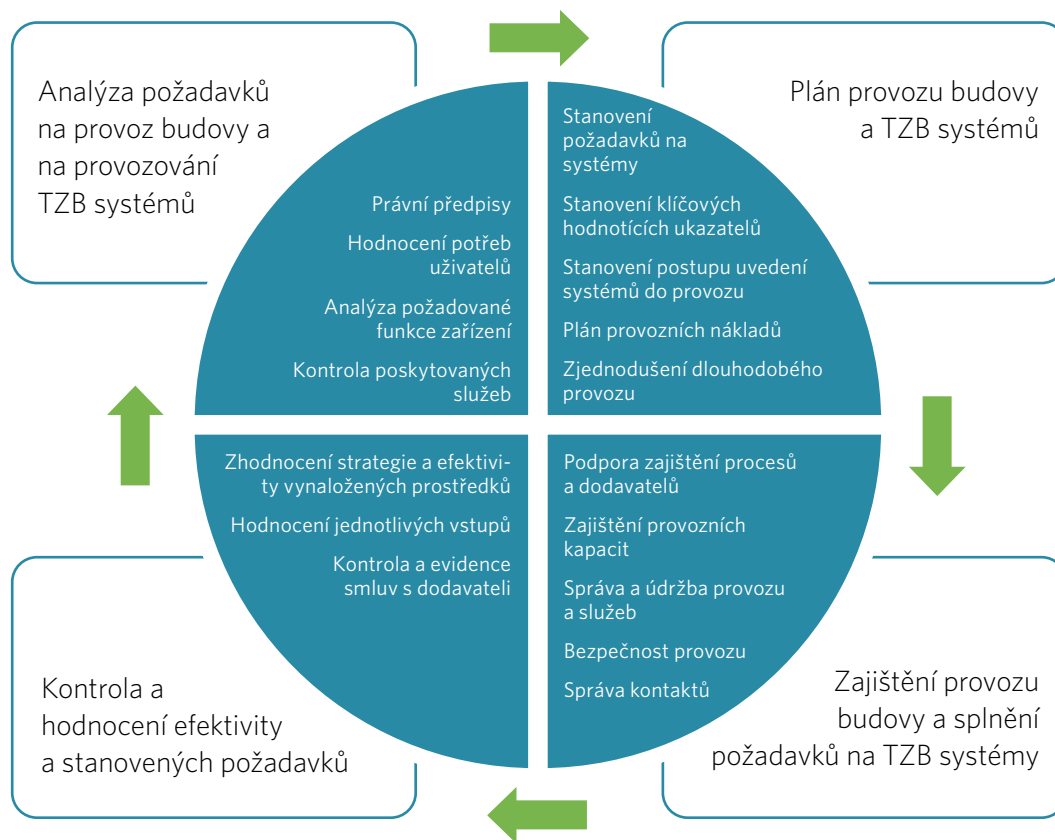 Analýza požadavků
na provoz budovy a
na provozování
TZB systémů
Právní předpisy
Hodnocení potřeb
uživatelů
Analýza požadované
funkce zařízení
Kontrola poskytovaných
služeb
Plán provozu budovy
a TZB systémů
Stanovení
požadavků na
systémy
Stanovení klíčových
hodnotících ukazatelů
Stanovení postupu uvedení
systémů do provozu
Plán provozních nákladů
Zjednodušení dlouhodobého
provozu
Podpora zajištění procesů
a dodavatelů
Zajištění provozních
kapacit
Správa a údržba provozu
a služeb
Bezpečnost provozu
Správa kontaktů
Zajištění provozu
budovy a splnění
požadavků na TZB systémy
Zhodnocení strategie a efektivi-
ty vynaložených prostředků
Hodnocení jednotlivých vstupů
Kontrola a evidence
smluv s dodavateli
Kontrola a
hodnocení efektivity
a stanovených požadavků